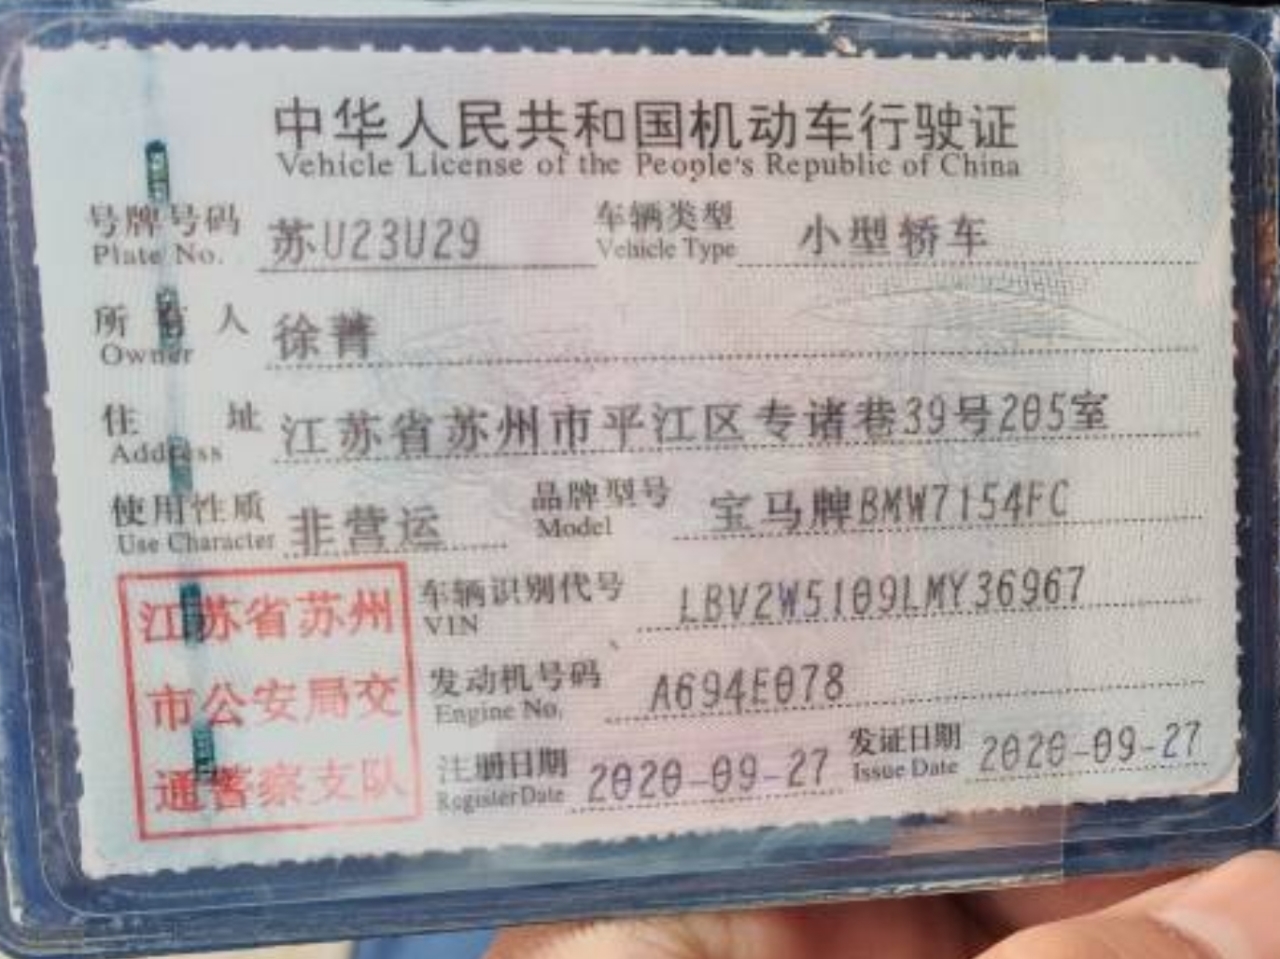 中华人民共和国机动车行驶证
Vehicle License of the People's Republic of China
号牌号码 苏U23U29 车辆类型 小型轿车
Plate No. Vehicle Type
所有人 徐菁
Owner
住址 江苏省苏州市平江区专诸巷39号205室
Address
使用性质 非营运 品牌型号 宝马牌BMW7154FC
Use Character Model
江苏省苏州
市公安局交
通警察支队
车辆识别代号 LBV2W5109LMY36967
VIN
发动机号码 A694E078
Engine No.
注册日期 2020-09-27 发证日期 2020-09-27
Register Date Issue Date